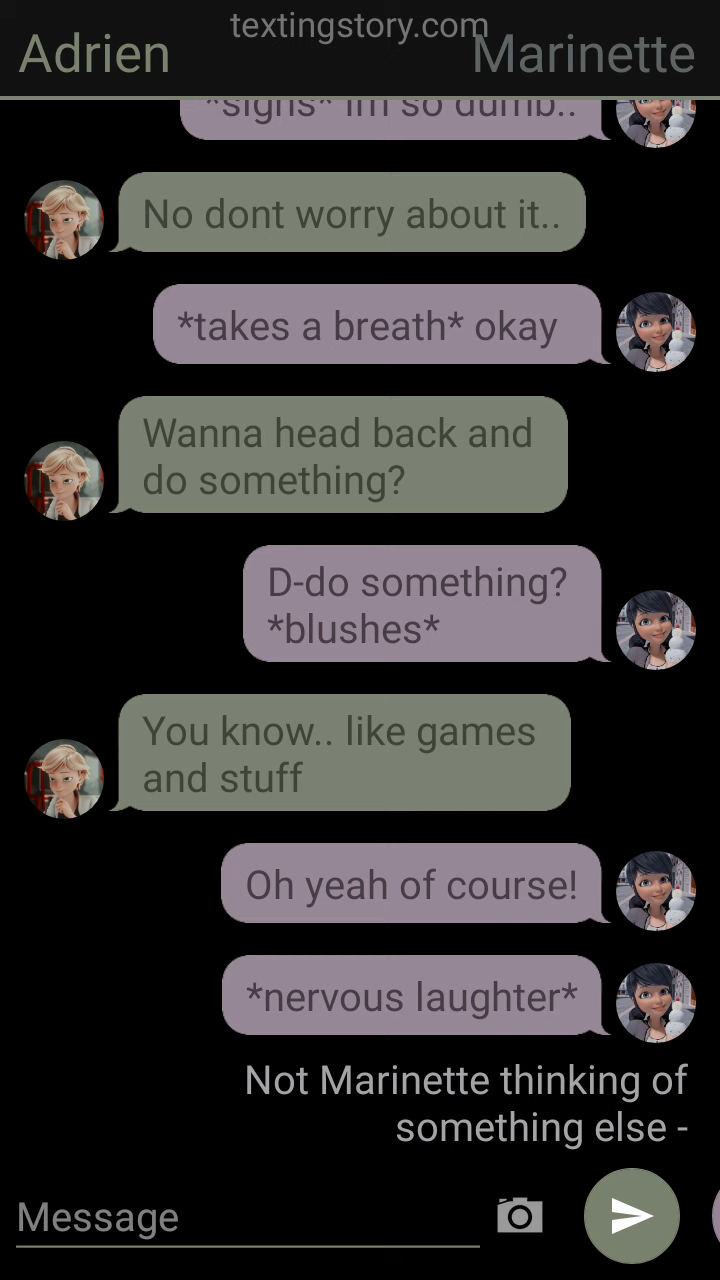 textingstory.com
Adrien
Marinette
*sighs* im so dumb..
No dont worry about it..
*takes a breath* okay
Wanna head back and
do something?
D-do something?
*blushes*
You know.. like games
and stuff
Oh yeah of course!
*nervous laughter*
Not Marinette thinking of
something else -
Message